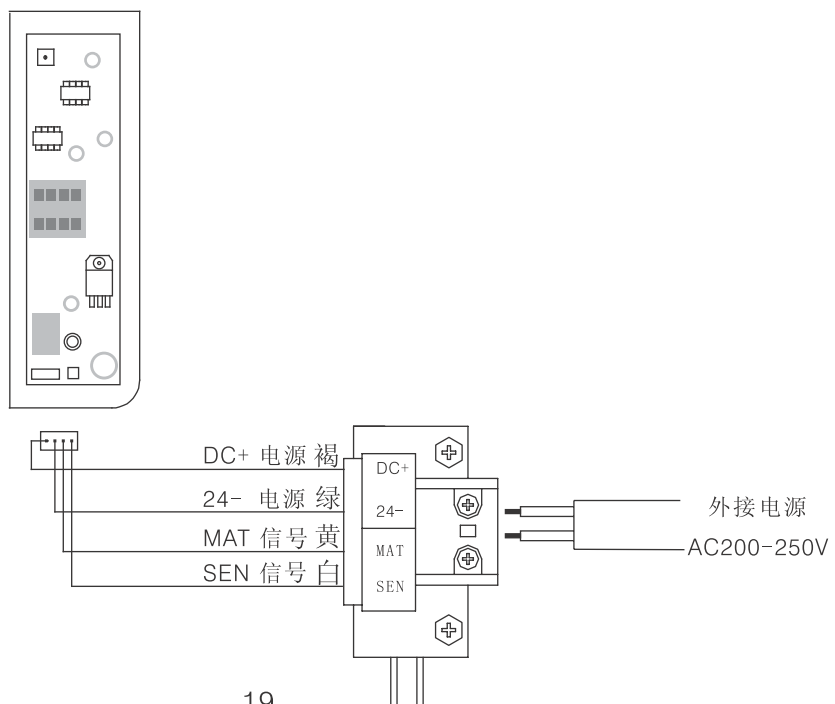 DC+ 电源 褐
24- 电源 绿
MAT 信号 黄
SEN 信号 白
DC+
24-
MAT
SEN
外接电源
AC200-250V
19